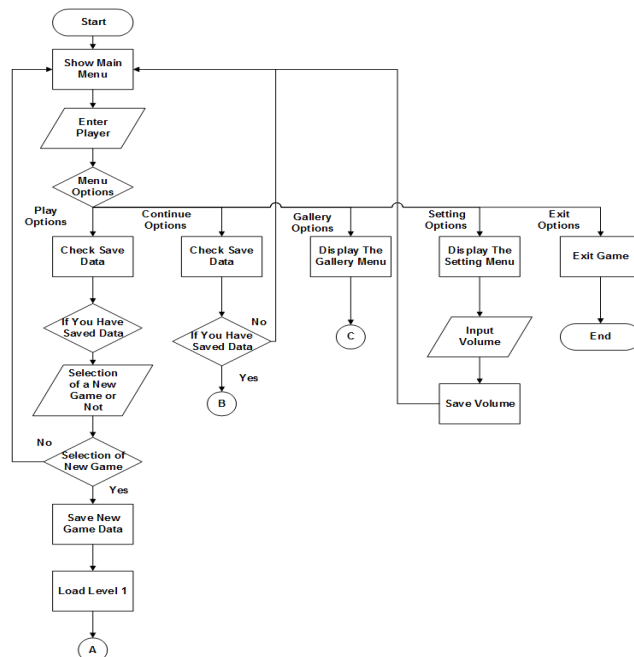 Start
Show Main
Menu
Enter
Player
Menu
Options
Play
Options
Continue
Options
Gallery
Options
Setting
Options
Exit
Options
Check Save
Data
Check Save
Data
Display The
Gallery Menu
Display The
Setting Menu
Exit Game
If You Have
Saved Data
If You Have
Saved Data
No
Yes
C
Input
Volume
End
Selection
of a New
Game or
Not
B
Save Volume
No
Selection of
New Game
Yes
Save New
Game Data
Load Level 1
A